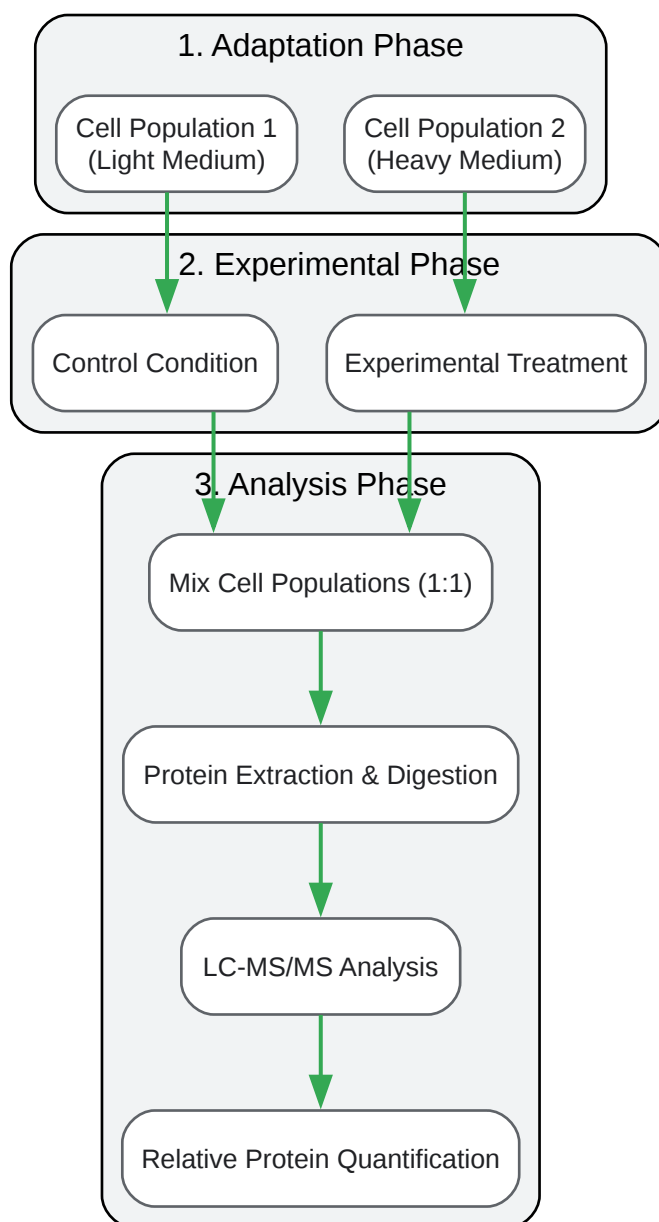 1. Adaptation Phase
Cell Population 1
(Light Medium)
Cell Population 2
(Heavy Medium)
2. Experimental Phase
Control Condition
Experimental Treatment
3. Analysis Phase
Mix Cell Populations (1:1)
Protein Extraction & Digestion
LC-MS/MS Analysis
Relative Protein Quantification